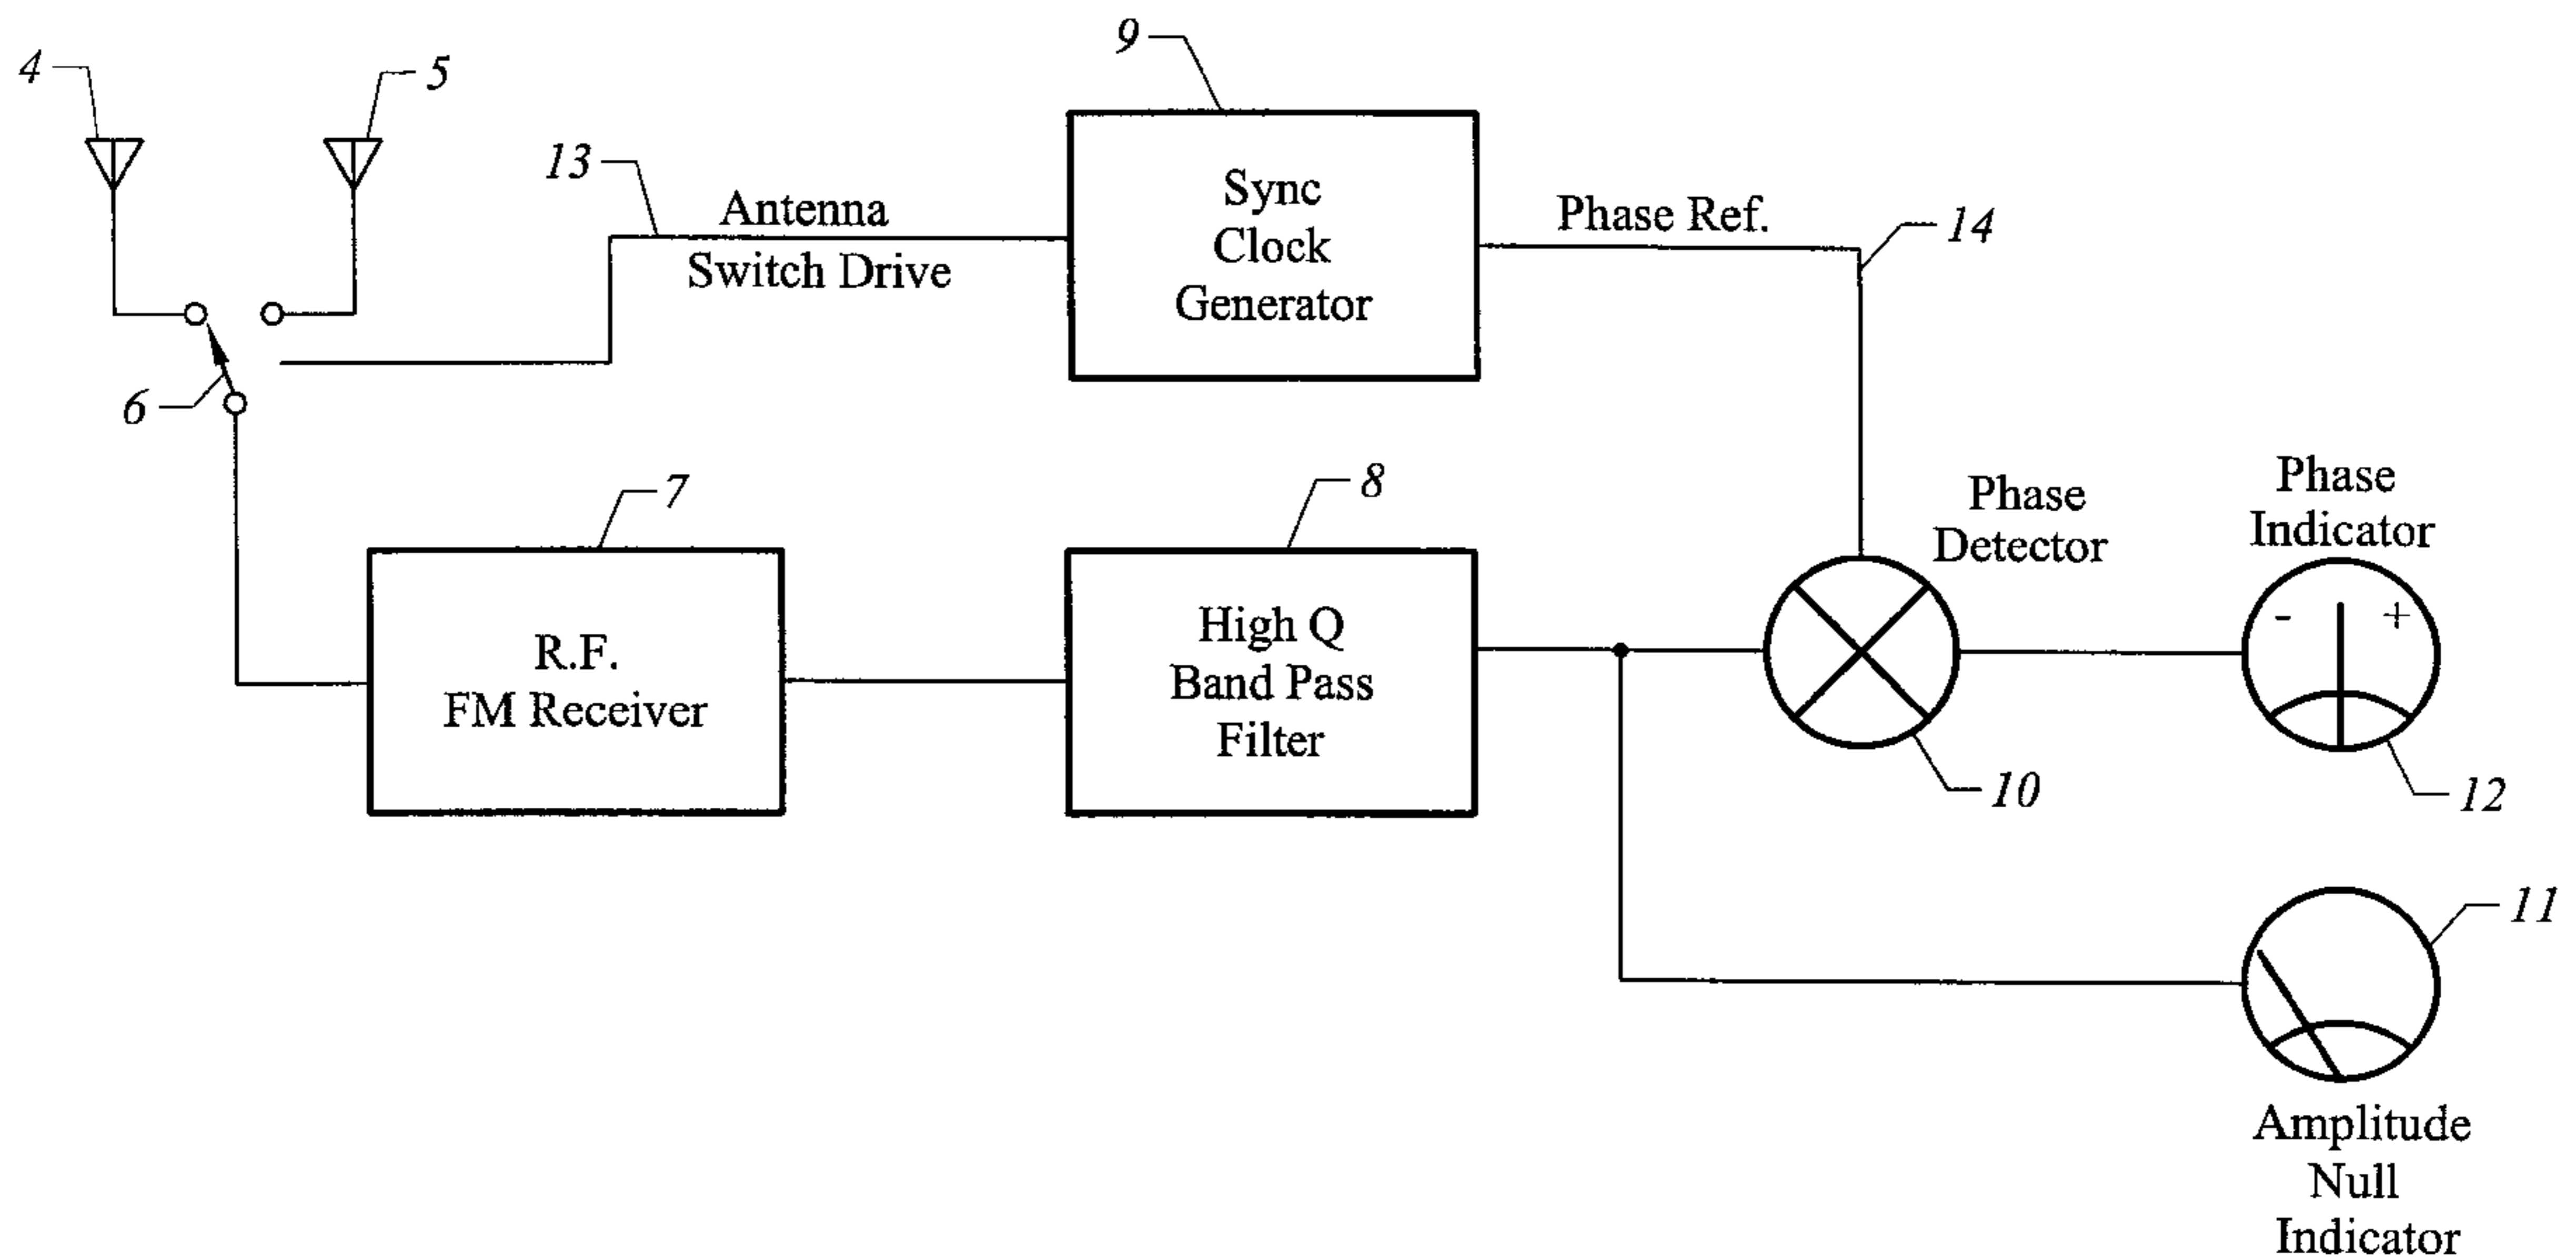 9
4
5
13
Antenna
Switch Drive
Sync
Clock
Generator
Phase Ref.
14
6
7
R.F.
FM Receiver
8
High Q
Band Pass
Filter
Phase
Detector
10
Phase
Indicator
- +
12
11
Amplitude
Null
Indicator